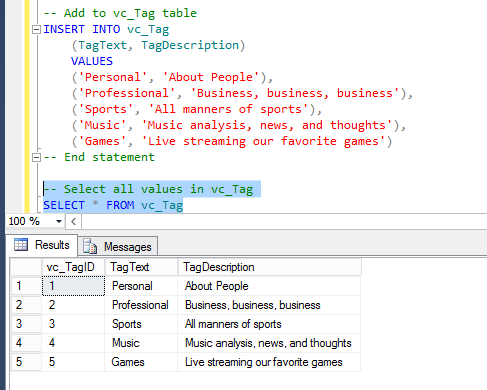 -- Add to vc_Tag table
INSERT INTO vc_Tag
(TagText, TagDescription)
VALUES
('Personal', 'About People'),
('Professional', 'Business, business, business'),
('Sports', 'All manners of sports'),
('Music', 'Music analysis, news, and thoughts'),
('Games', 'Live streaming our favorite games')
-- End statement
-- Select all values in vc_Tag
SELECT * FROM vc_Tag
100 %
Results Messages
vc_TagID TagText TagDescription
1 1 Personal About People
2 2 Professional Business, business, business
3 3 Sports All manners of sports
4 4 Music Music analysis, news, and thoughts
5 5 Games Live streaming our favorite games